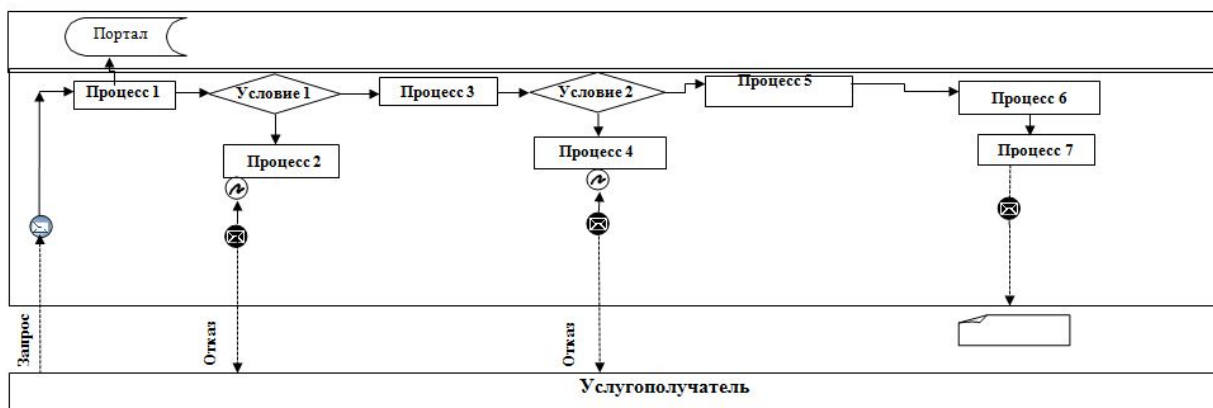 Портал
Процесс 1
Условие 1
Процесс 3
Условие 2
Процесс 5
Процесс 6
Процесс 2
Процесс 4
Процесс 7
Запрос
Отказ
Отказ
Услугополучатель